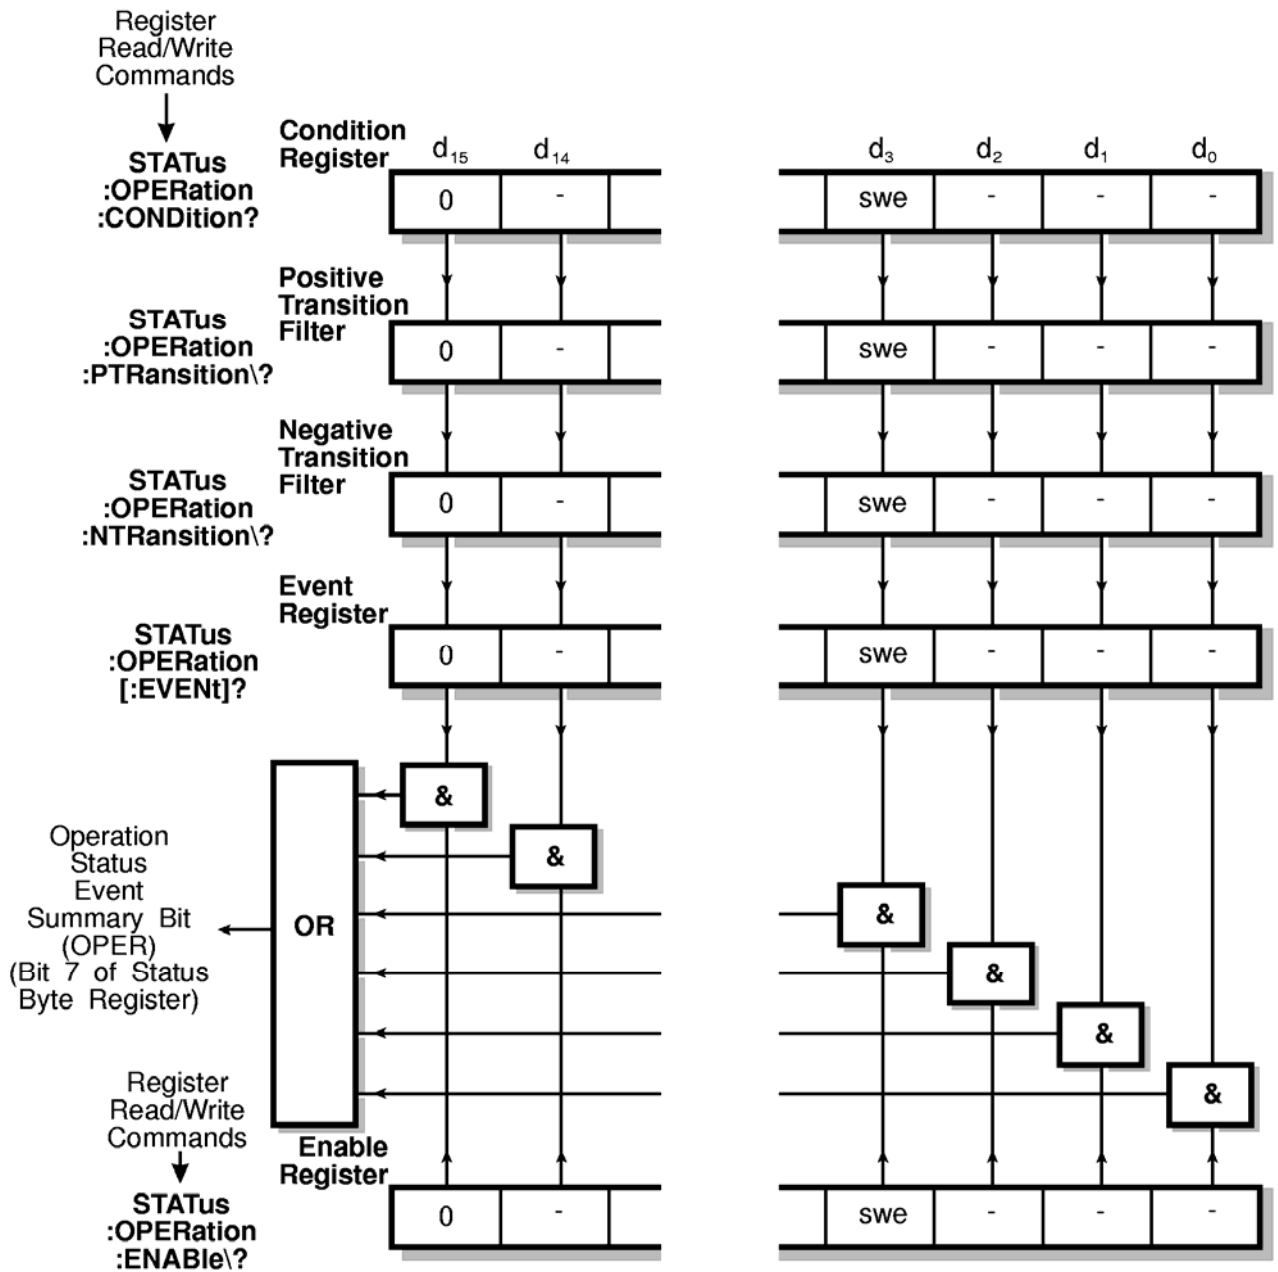 Register
Read/Write
Commands
Condition
Register
d15 d14 d3 d2 d1 d0
STATus
:OPERation
:CONDition?
0 - swe - - -
Positive
Transition
Filter
STATus
:OPERation
:PTRansition\?
0 - swe - - -
Negative
Transition
Filter
STATus
:OPERation
:NTRansition\?
0 - swe - - -
Event
Register
STATus
:OPERation
[:EVENt]?
0 - swe - - -
&
&
Operation
Status
Event
Summary Bit
(OPER)
(Bit 7 of Status
Byte Register)
OR
&
&
&
&
Register
Read/Write
Commands
Enable
Register
STATus
:OPERation
:ENABle\?
0 - swe - - -